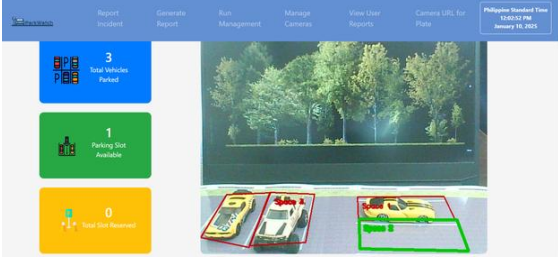 ParkWatch
Report Incident
Generate Report
Run Management
Manage Cameras
View User Reports
Camera URL for Plate
Philippine Standard Time
12:02:52 PM
January 10, 2025
3
Total Vehicles
Parked
1
Parking Slot
Available
0
Total Slot Reserved
Space 4
Space 1
Space 2